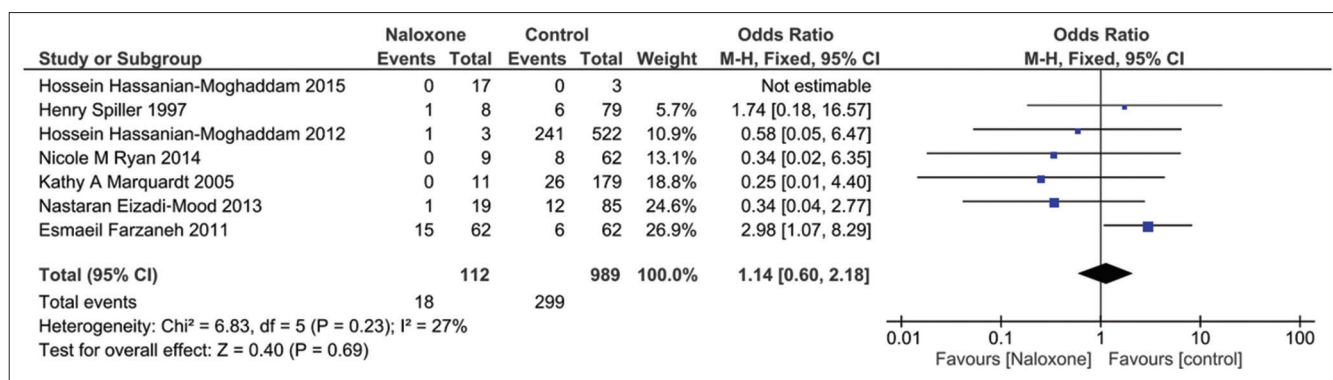 Naloxone Control Odds Ratio Odds Ratio
Study or Subgroup Events Total Events Total Weight M-H, Fixed, 95% CI M-H, Fixed, 95% CI
Hossein Hassanian-Moghaddam 2015 0 17 0 3 Not estimable
Henry Spiller 1997 1 8 6 79 5.7% 1.74 [0.18, 16.57]
Hossein Hassanian-Moghaddam 2012 1 3 241 522 10.9% 0.58 [0.05, 6.47]
Nicole M Ryan 2014 0 9 8 62 13.1% 0.34 [0.02, 6.35]
Kathy A Marquardt 2005 0 11 26 179 18.8% 0.25 [0.01, 4.40]
Nastaran Eizadi-Mood 2013 1 19 12 85 24.6% 0.34 [0.04, 2.77]
Esmaeil Farzaneh 2011 15 62 6 62 26.9% 2.98 [1.07, 8.29]
Total (95% CI) 112 989 100.0% 1.14 [0.60, 2.18]
Total events 18 299
Heterogeneity: Chi² = 6.83, df = 5 (P = 0.23); I² = 27%
Test for overall effect: Z = 0.40 (P = 0.69)
0.01 0.1 1 10 100
Favours [Naloxone] Favours [control]